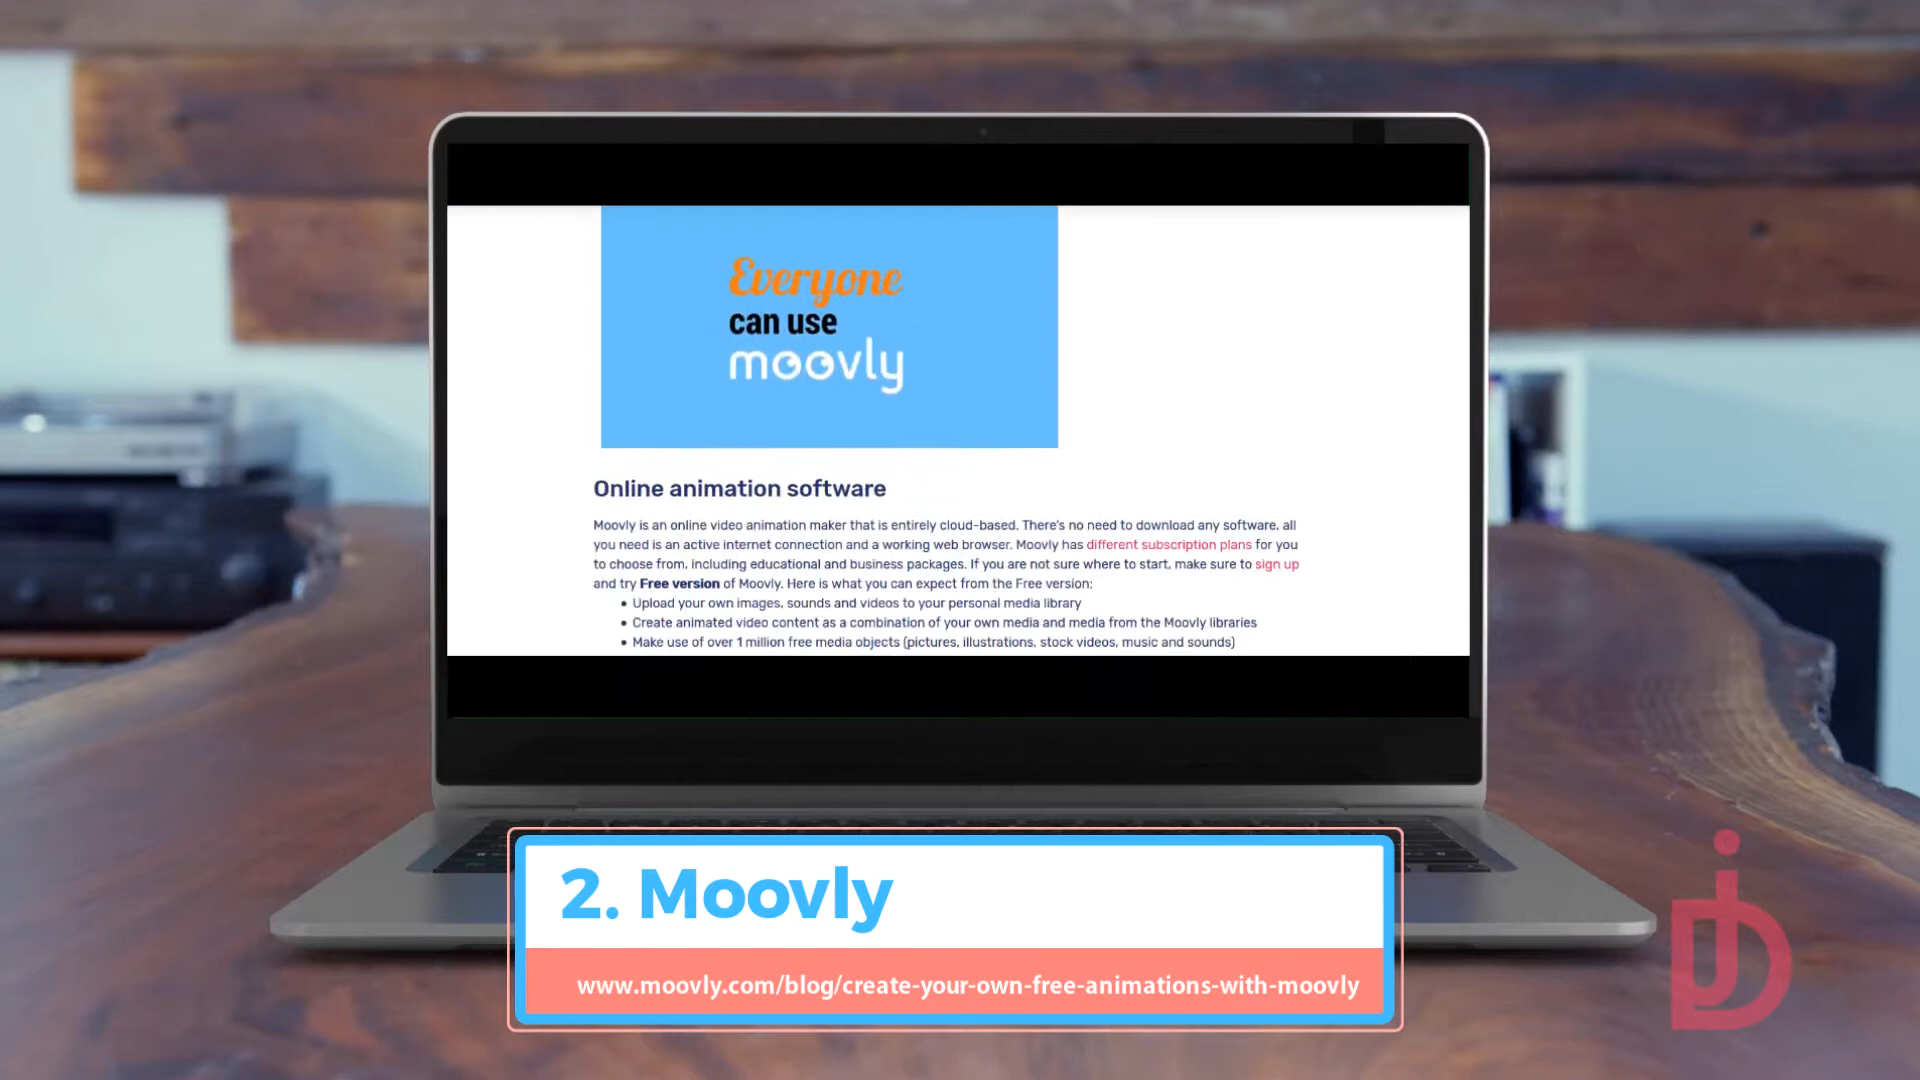 Everyone
can use
moovly
Online animation software
Moovly is an online video animation maker that is entirely cloud-based. There's no need to download any software, all
you need is an active internet connection and a working web browser. Moovly has different subscription plans for you
to choose from, including educational and business packages. If you are not sure where to start, make sure to sign up
and try Free version of Moovly. Here is what you can expect from the Free version:
• Upload your own images, sounds and videos to your personal media library
• Create animated video content as a combination of your own media and media from the Moovly libraries
• Make use of over 1 million free media objects (pictures, illustrations, stock videos, music and sounds)
2. Moovly
www.moovly.com/blog/create-your-own-free-animations-with-moovly